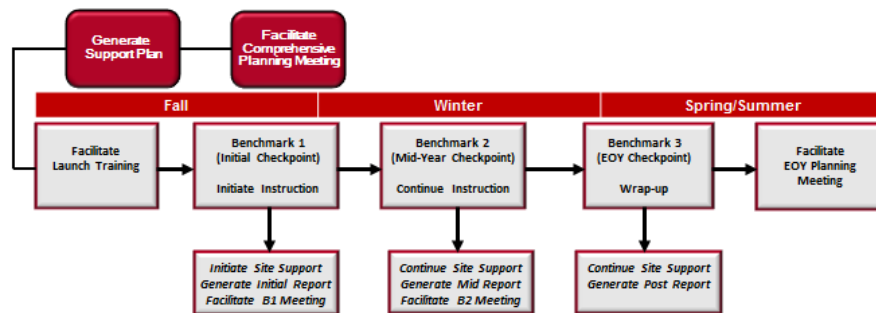 Generate
Support Plan
Facilitate
Comprehensive
Planning Meeting
Fall
Winter
Spring/Summer
Facilitate
Launch Training
Benchmark 1
(Initial Checkpoint)
Initiate Instruction
Benchmark 2
(Mid-Year Checkpoint)
Continue Instruction
Benchmark 3
(EOY Checkpoint)
Wrap-up
Facilitate
EOY Planning
Meeting
Initiate Site Support
Generate Initial Report
Facilitate B1 Meeting
Continue Site Support
Generate Mid Report
Facilitate B2 Meeting
Continue Site Support
Generate Post Report